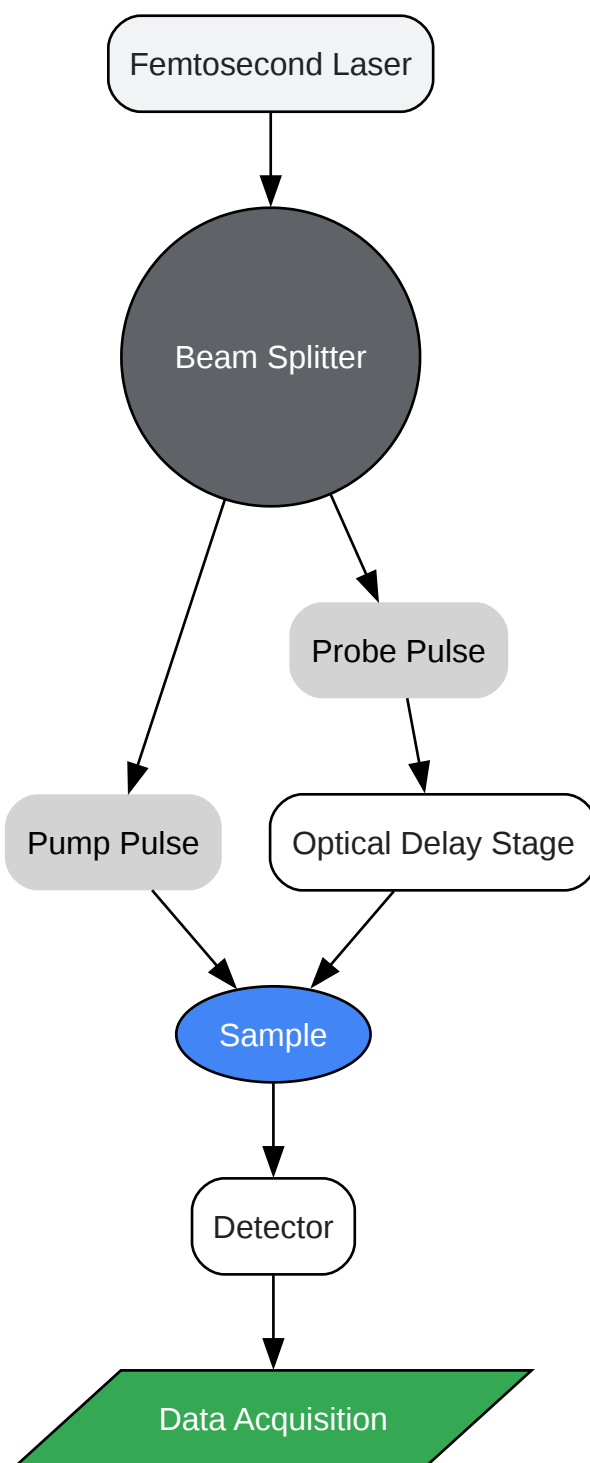 Femtosecond Laser
Beam Splitter
Probe Pulse
Pump Pulse
Optical Delay Stage
Sample
Detector
Data Acquisition